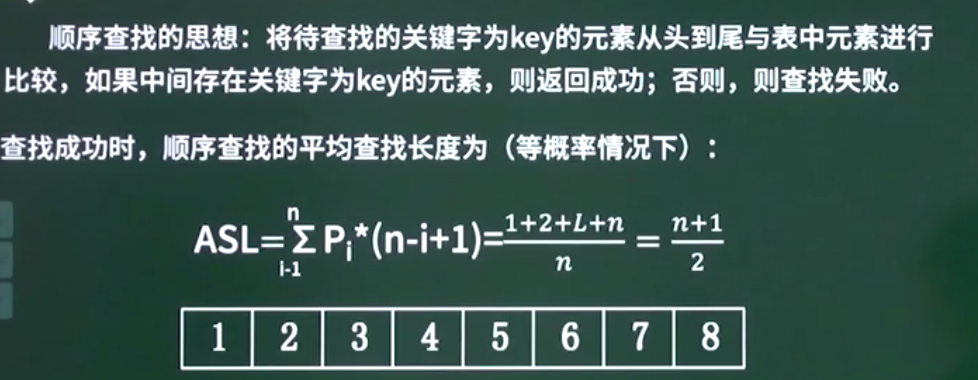 顺序查找的思想：将待查找的关键字为key的元素从头到尾与表中元素进行
比较，如果中间存在关键字为key的元素，则返回成功；否则，则查找失败。
查找成功时，顺序查找的平均查找长度为（等概率情况下）：
ASL=∑_{i-1}^{n} P_i*(n-i+1)=\frac{1+2+L+n}{n} = \frac{n+1}{2}
1 2 3 4 5 6 7 8